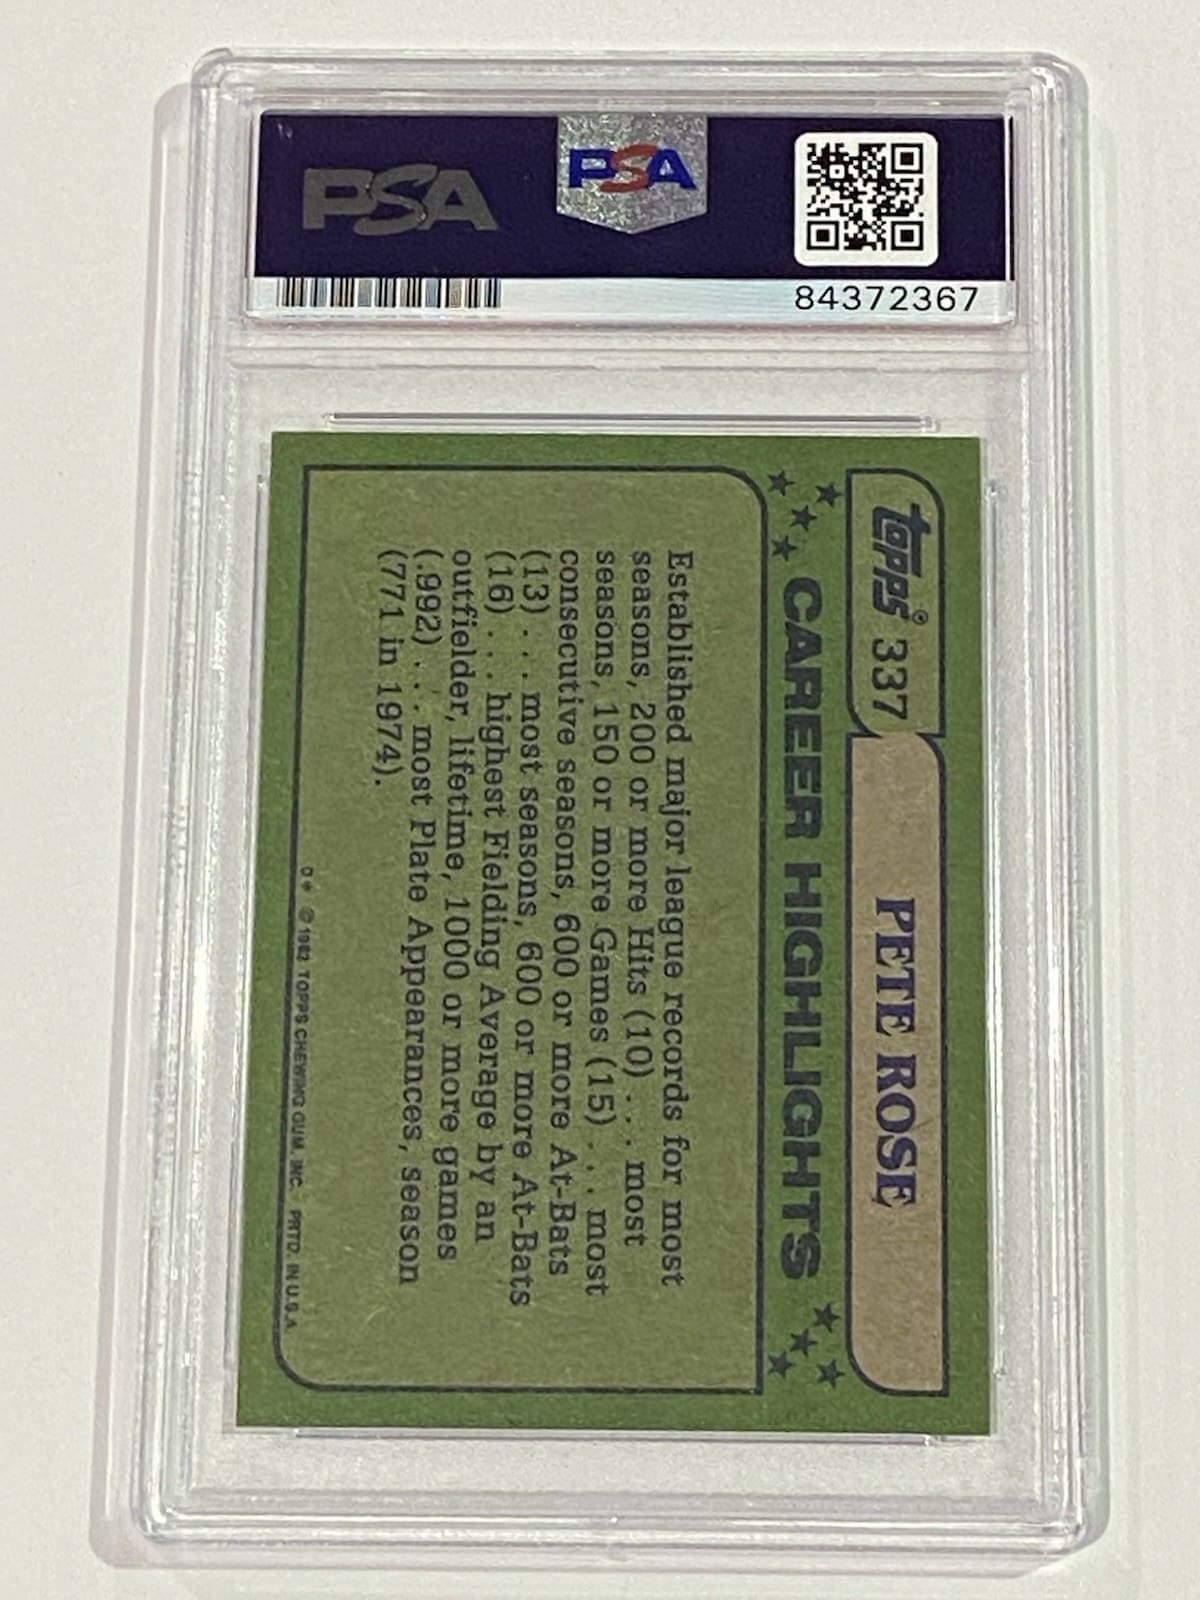 PSA
PSA
84372367
topps® 337
PETE ROSE
CAREER HIGHLIGHTS
Established major league records for most
seasons, 200 or more Hits (10) . . . most
seasons, 150 or more Games (15) . . . most
consecutive seasons, 600 or more At-Bats
(13) . . . most seasons, 600 or more At-Bats
(16) . . . highest Fielding Average by an
outfielder, lifetime, 1000 or more games
(.992) . . . most Plate Appearances, season
(771 in 1974).
D* © 1982 TOPPS CHEWING GUM, INC. PRTD. IN U.S.A.